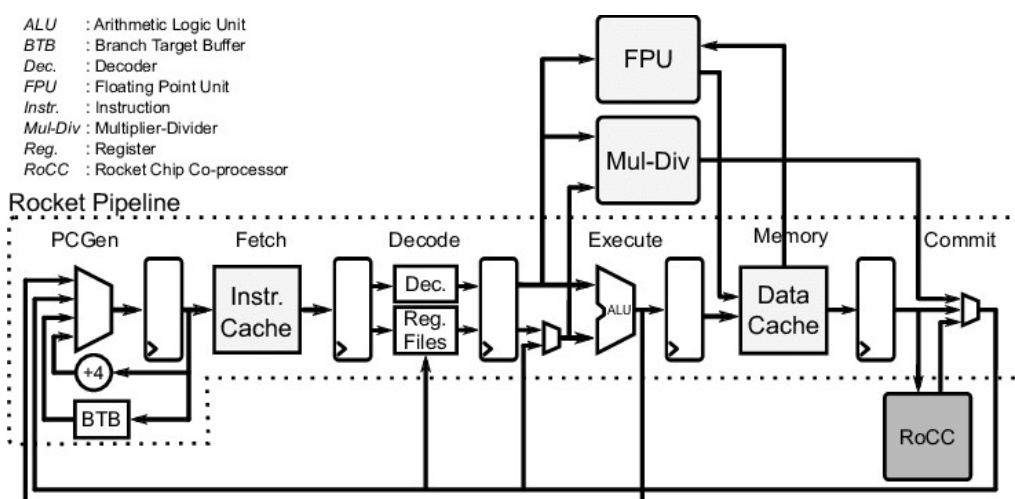 ALU : Arithmetic Logic Unit
BTB : Branch Target Buffer
Dec. : Decoder
FPU : Floating Point Unit
Instr. : Instruction
Mul-Div : Multiplier-Divider
Reg. : Register
RoCC : Rocket Chip Co-processor
FPU
Mul-Div
Rocket Pipeline
PCGen
Fetch
Decode
Execute
Memory
Commit
Instr.
Cache
Dec.
Reg.
Files
ALU
Data
Cache
+4
BTB
RoCC